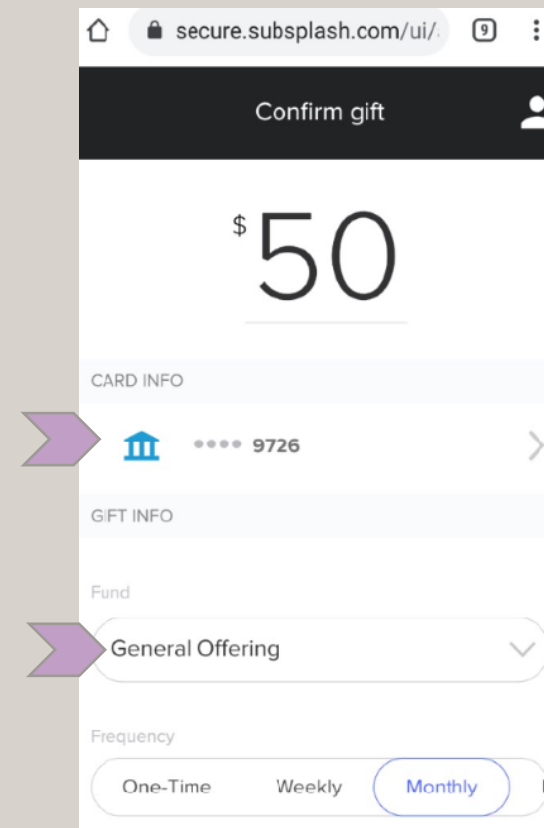 secure.subsplash.com/ui/
9
Confirm gift
$50
CARD INFO
•••• 9726
GIFT INFO
Fund
General Offering
Frequency
One-Time Weekly Monthly